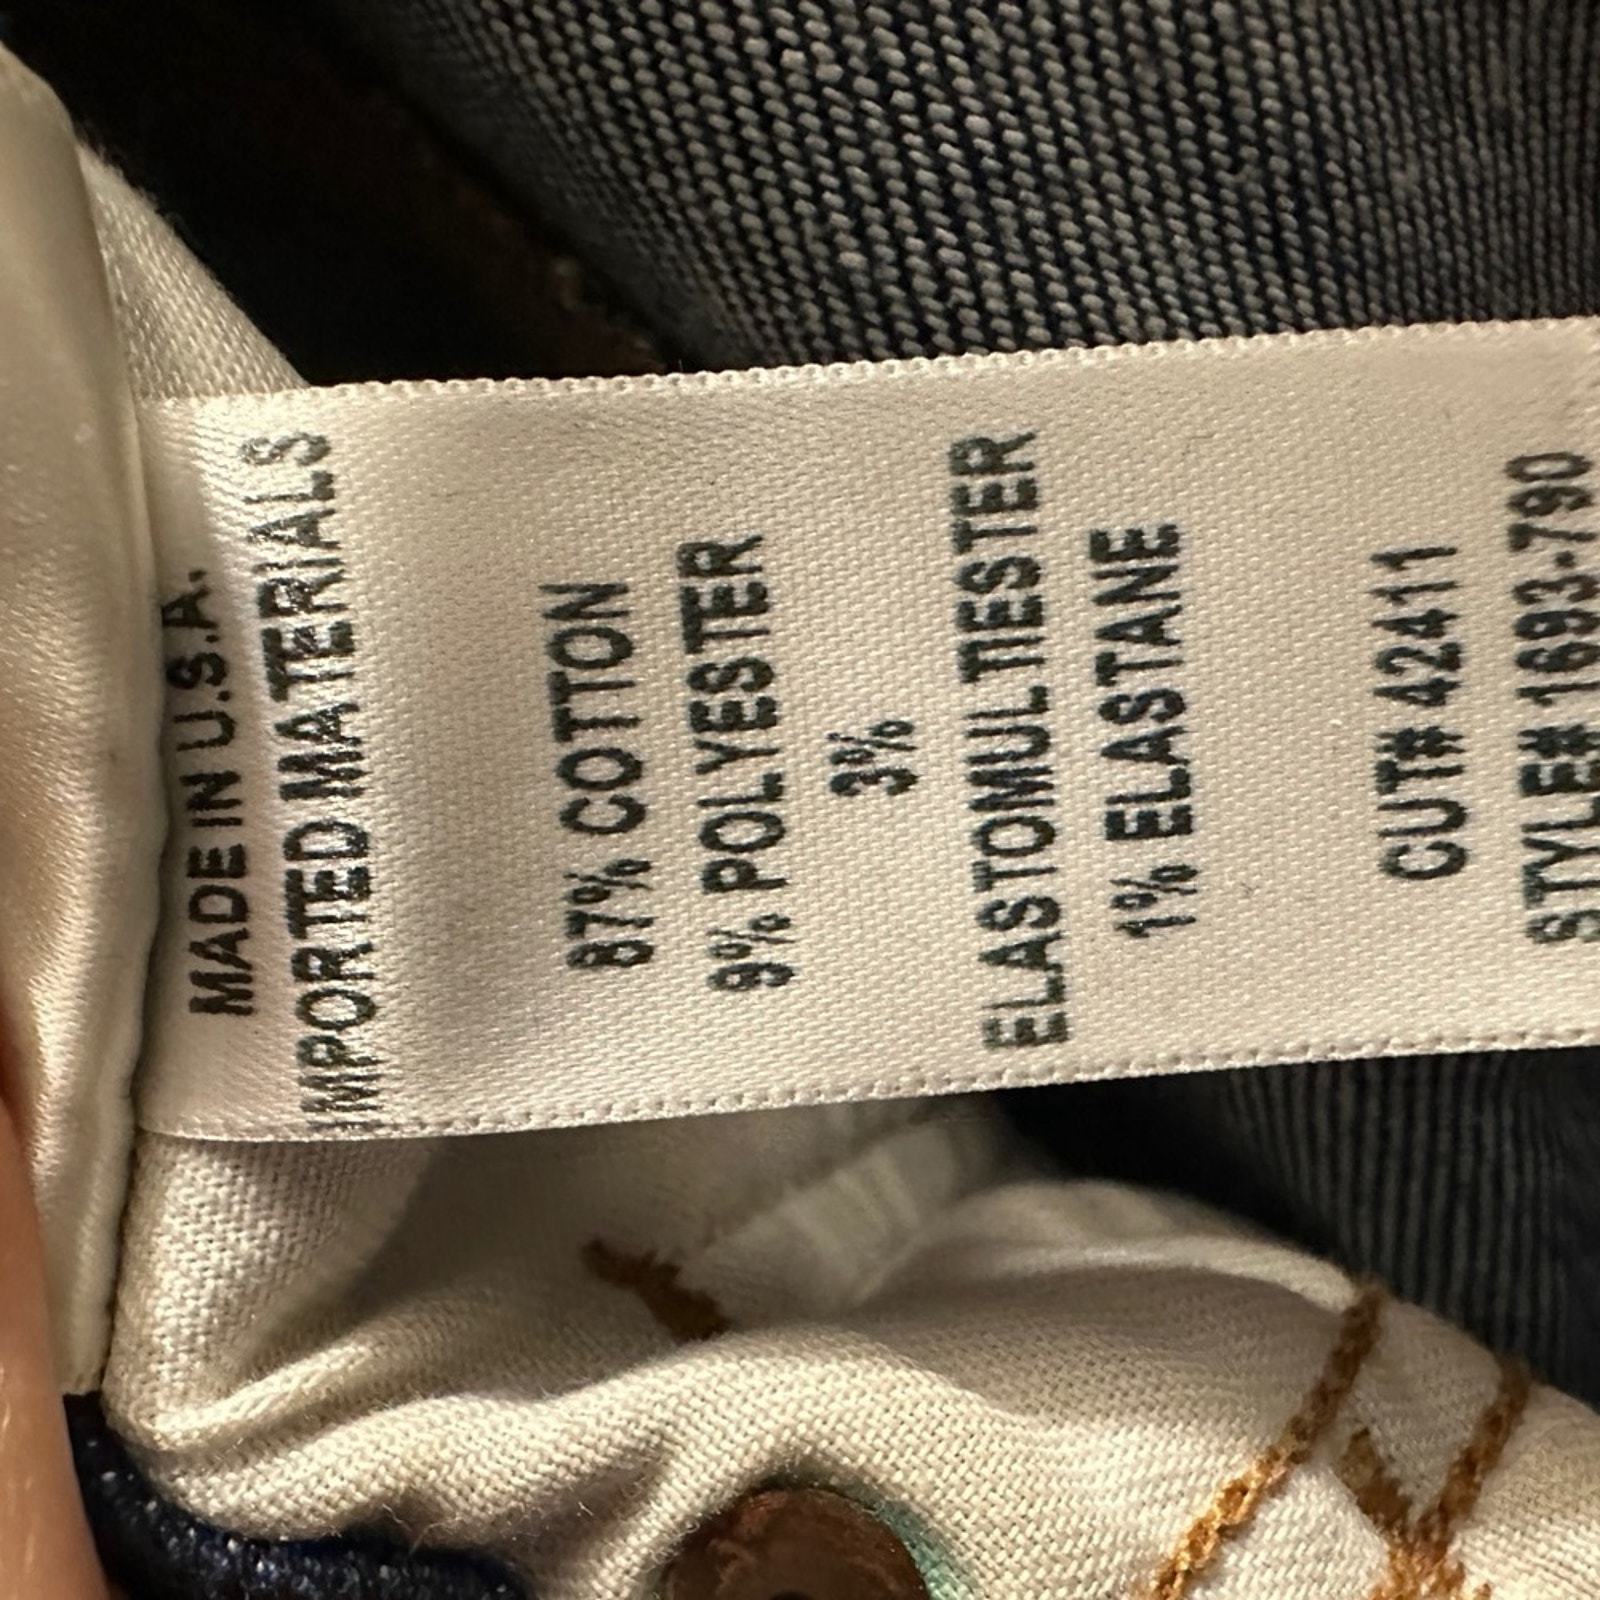 MADE IN U.S.A.
IMPORTED MATERIALS
87% COTTON
9% POLYESTER
3%
ELASTOMULTIESTER
1% ELASTANE
CUT# 42411
STYLE# 1693-790